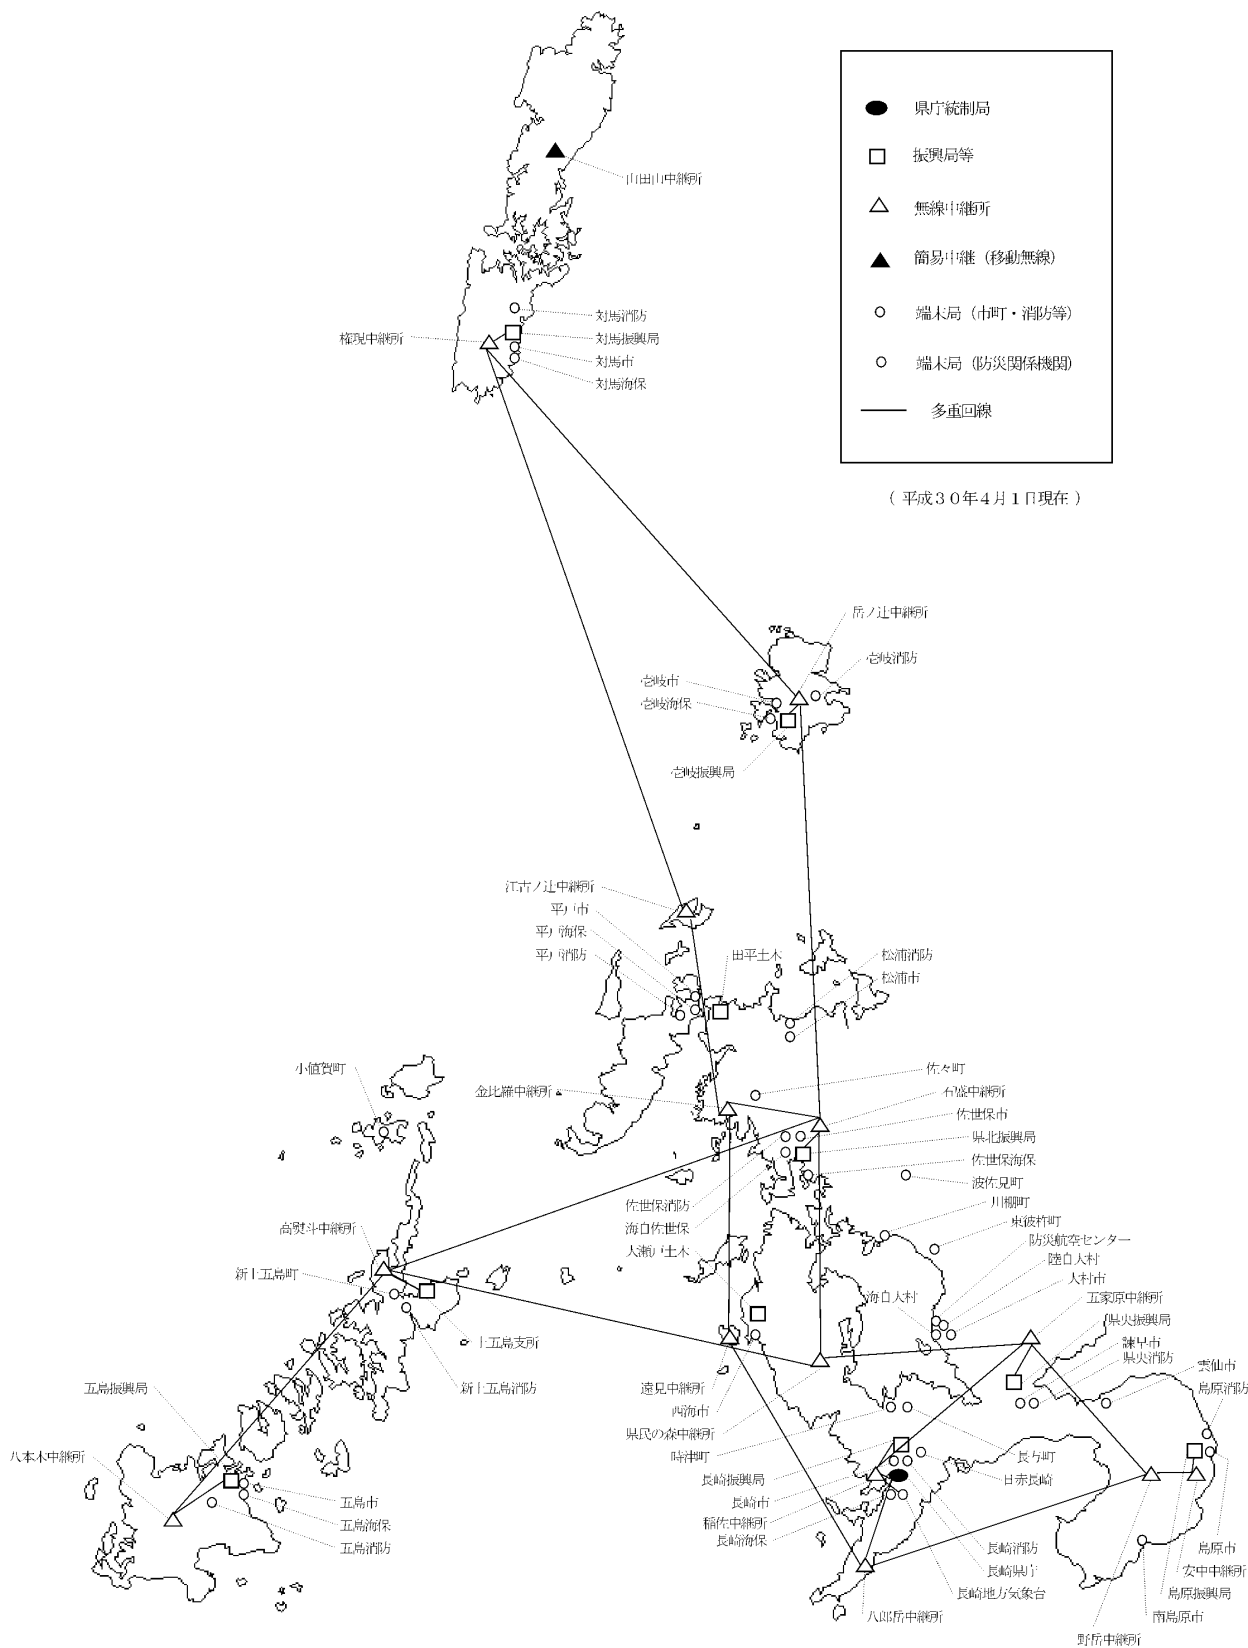 県庁統制局
振興局等
無線中継所
簡易中継（移動無線）
端末局（市町・消防等）
端末局（防災関係機関）
多重回線
（ 平成３０年４月１日現在 ）
山田山中継所
対馬消防
権現中継所
対馬振興局
対馬市
対馬海保
岳ノ辻中継所
壱岐消防
壱岐市
壱岐海保
壱岐振興局
江古ノ辻中継所
平戸市
平戸海保
平戸消防
田平土木
松浦消防
松浦市
小値賀町
金比羅中継所
佐々町
石盛中継所
佐世保市
県北振興局
佐世保海保
波佐見町
川棚町
佐世保消防
海自佐世保
大瀬戸土木
東彼杵町
防災航空センター
陸自大村
大村市
海自大村
五家原中継所
県央振興局
諫早市
県央消防
雲仙市
島原消防
高熨斗中継所
新上五島町
上五島支所
新上五島消防
五島振興局
八本木中継所
五島市
五島海保
五島消防
遠見中継所
西海市
県民の森中継所
時津町
長崎振興局
長崎市
稲佐中継所
長崎海保
長与町
日赤長崎
長崎消防
長崎県庁
長崎地方気象台
八郎岳中継所
島原市
安中中継所
島原振興局
南島原市
野岳中継所